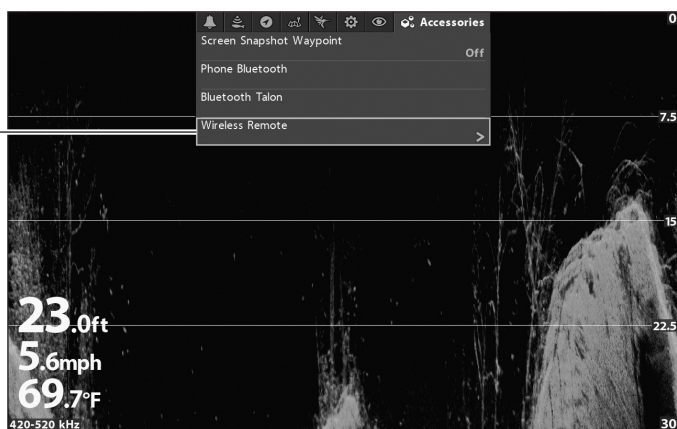 Accessories
0
Screen Snapshot Waypoint
Off
Phone Bluetooth
Bluetooth Talon
7.5
Wireless Remote
>
15
22.5
23.0ft
5.6mph
69.7°F
420-520 kHz
30